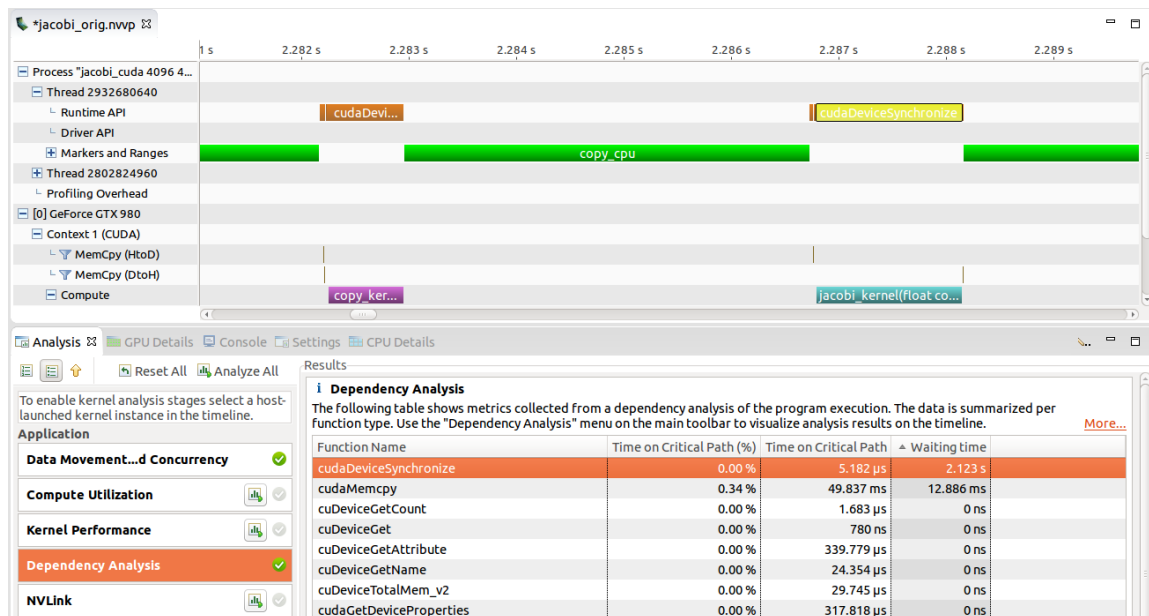 *jacobi_orig.nvvp
1 s 2.282 s 2.283 s 2.284 s 2.285 s 2.286 s 2.287 s 2.288 s 2.289 s
Process "jacobi_cuda 4096 4...
Thread 2932680640
Runtime API cudaDevi... cudaDeviceSynchronize
Driver API
Markers and Ranges copy_cpu
Thread 2802824960
Profiling Overhead
[0] GeForce GTX 980
Context 1 (CUDA)
MemCpy (HtoD)
MemCpy (DtoH)
Compute copy_ker... jacobi_kernel(float co...
Analysis GPU Details Console Settings CPU Details
Reset All Analyze All
To enable kernel analysis stages select a host-
launched kernel instance in the timeline.
Application
Data Movement...d Concurrency
Compute Utilization
Kernel Performance
Dependency Analysis
NVLink
Results
i Dependency Analysis
The following table shows metrics collected from a dependency analysis of the program execution. The data is summarized per
function type. Use the "Dependency Analysis" menu on the main toolbar to visualize analysis results on the timeline. More...
Function Name Time on Critical Path (%) Time on Critical Path Waiting time
cudaDeviceSynchronize 0.00 % 5.182 µs 2.123 s
cudaMemcpy 0.34 % 49.837 ms 12.886 ms
cuDeviceGetCount 0.00 % 1.683 µs 0 ns
cuDeviceGet 0.00 % 780 ns 0 ns
cuDeviceGetAttribute 0.00 % 339.779 µs 0 ns
cuDeviceGetName 0.00 % 24.354 µs 0 ns
cuDeviceTotalMem_v2 0.00 % 29.745 µs 0 ns
cudaGetDeviceProperties 0.00 % 317.818 µs 0 ns